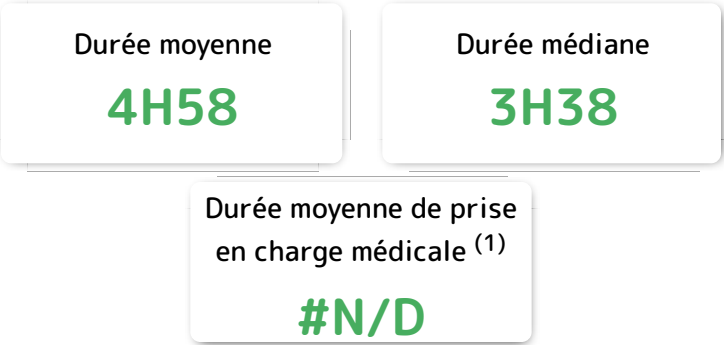 Durée moyenne
4H58
Durée médiane
3H38
Durée moyenne de prise
en charge médicale (1)
#N/D